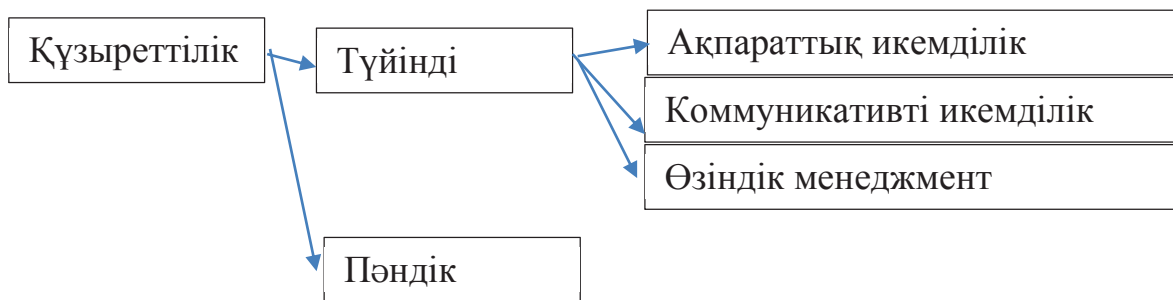 Құзыреттілік
Түйінді
Ақпараттық икемділік
Коммуникативті икемділік
Өзіндік менеджмент
Пәндік